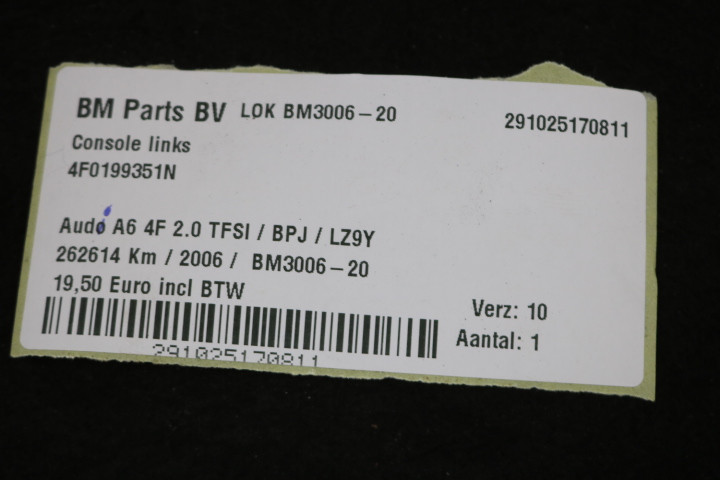 BM Parts BV LOK BM3006-20
291025170811
Console links
4F0199351N
Audo A6 4F 2.0 TFSI / BPJ / LZ9Y
262614 Km / 2006 / BM3006-20
19,50 Euro incl BTW
Verz: 10
Aantal: 1
291025170811